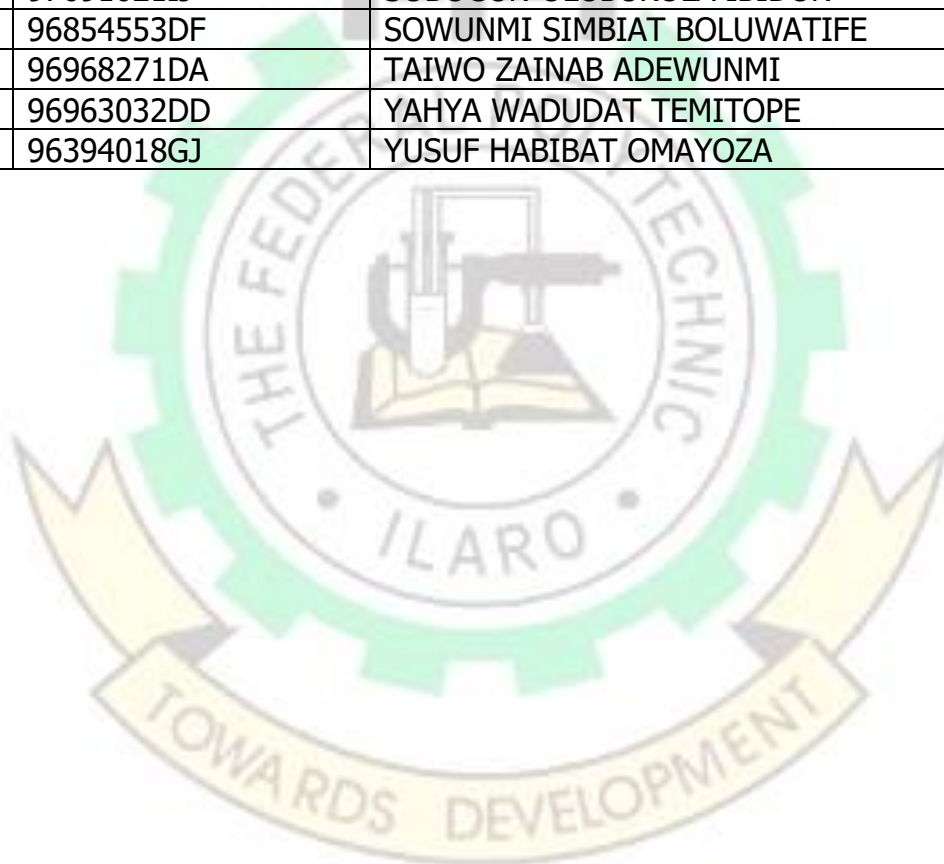 96854553DF SOWUNMI SIMBIAT BOLUWATIFE
96968271DA TAIWO ZAINAB ADEWUNMI
96963032DD YAHYA WADUDAT TEMITOPE
96394018GJ YUSUF HABIBAT OMAYOZA
THE FEDERAL POLYTECHNIC
ILARO
TOWARDS DEVELOPMENT